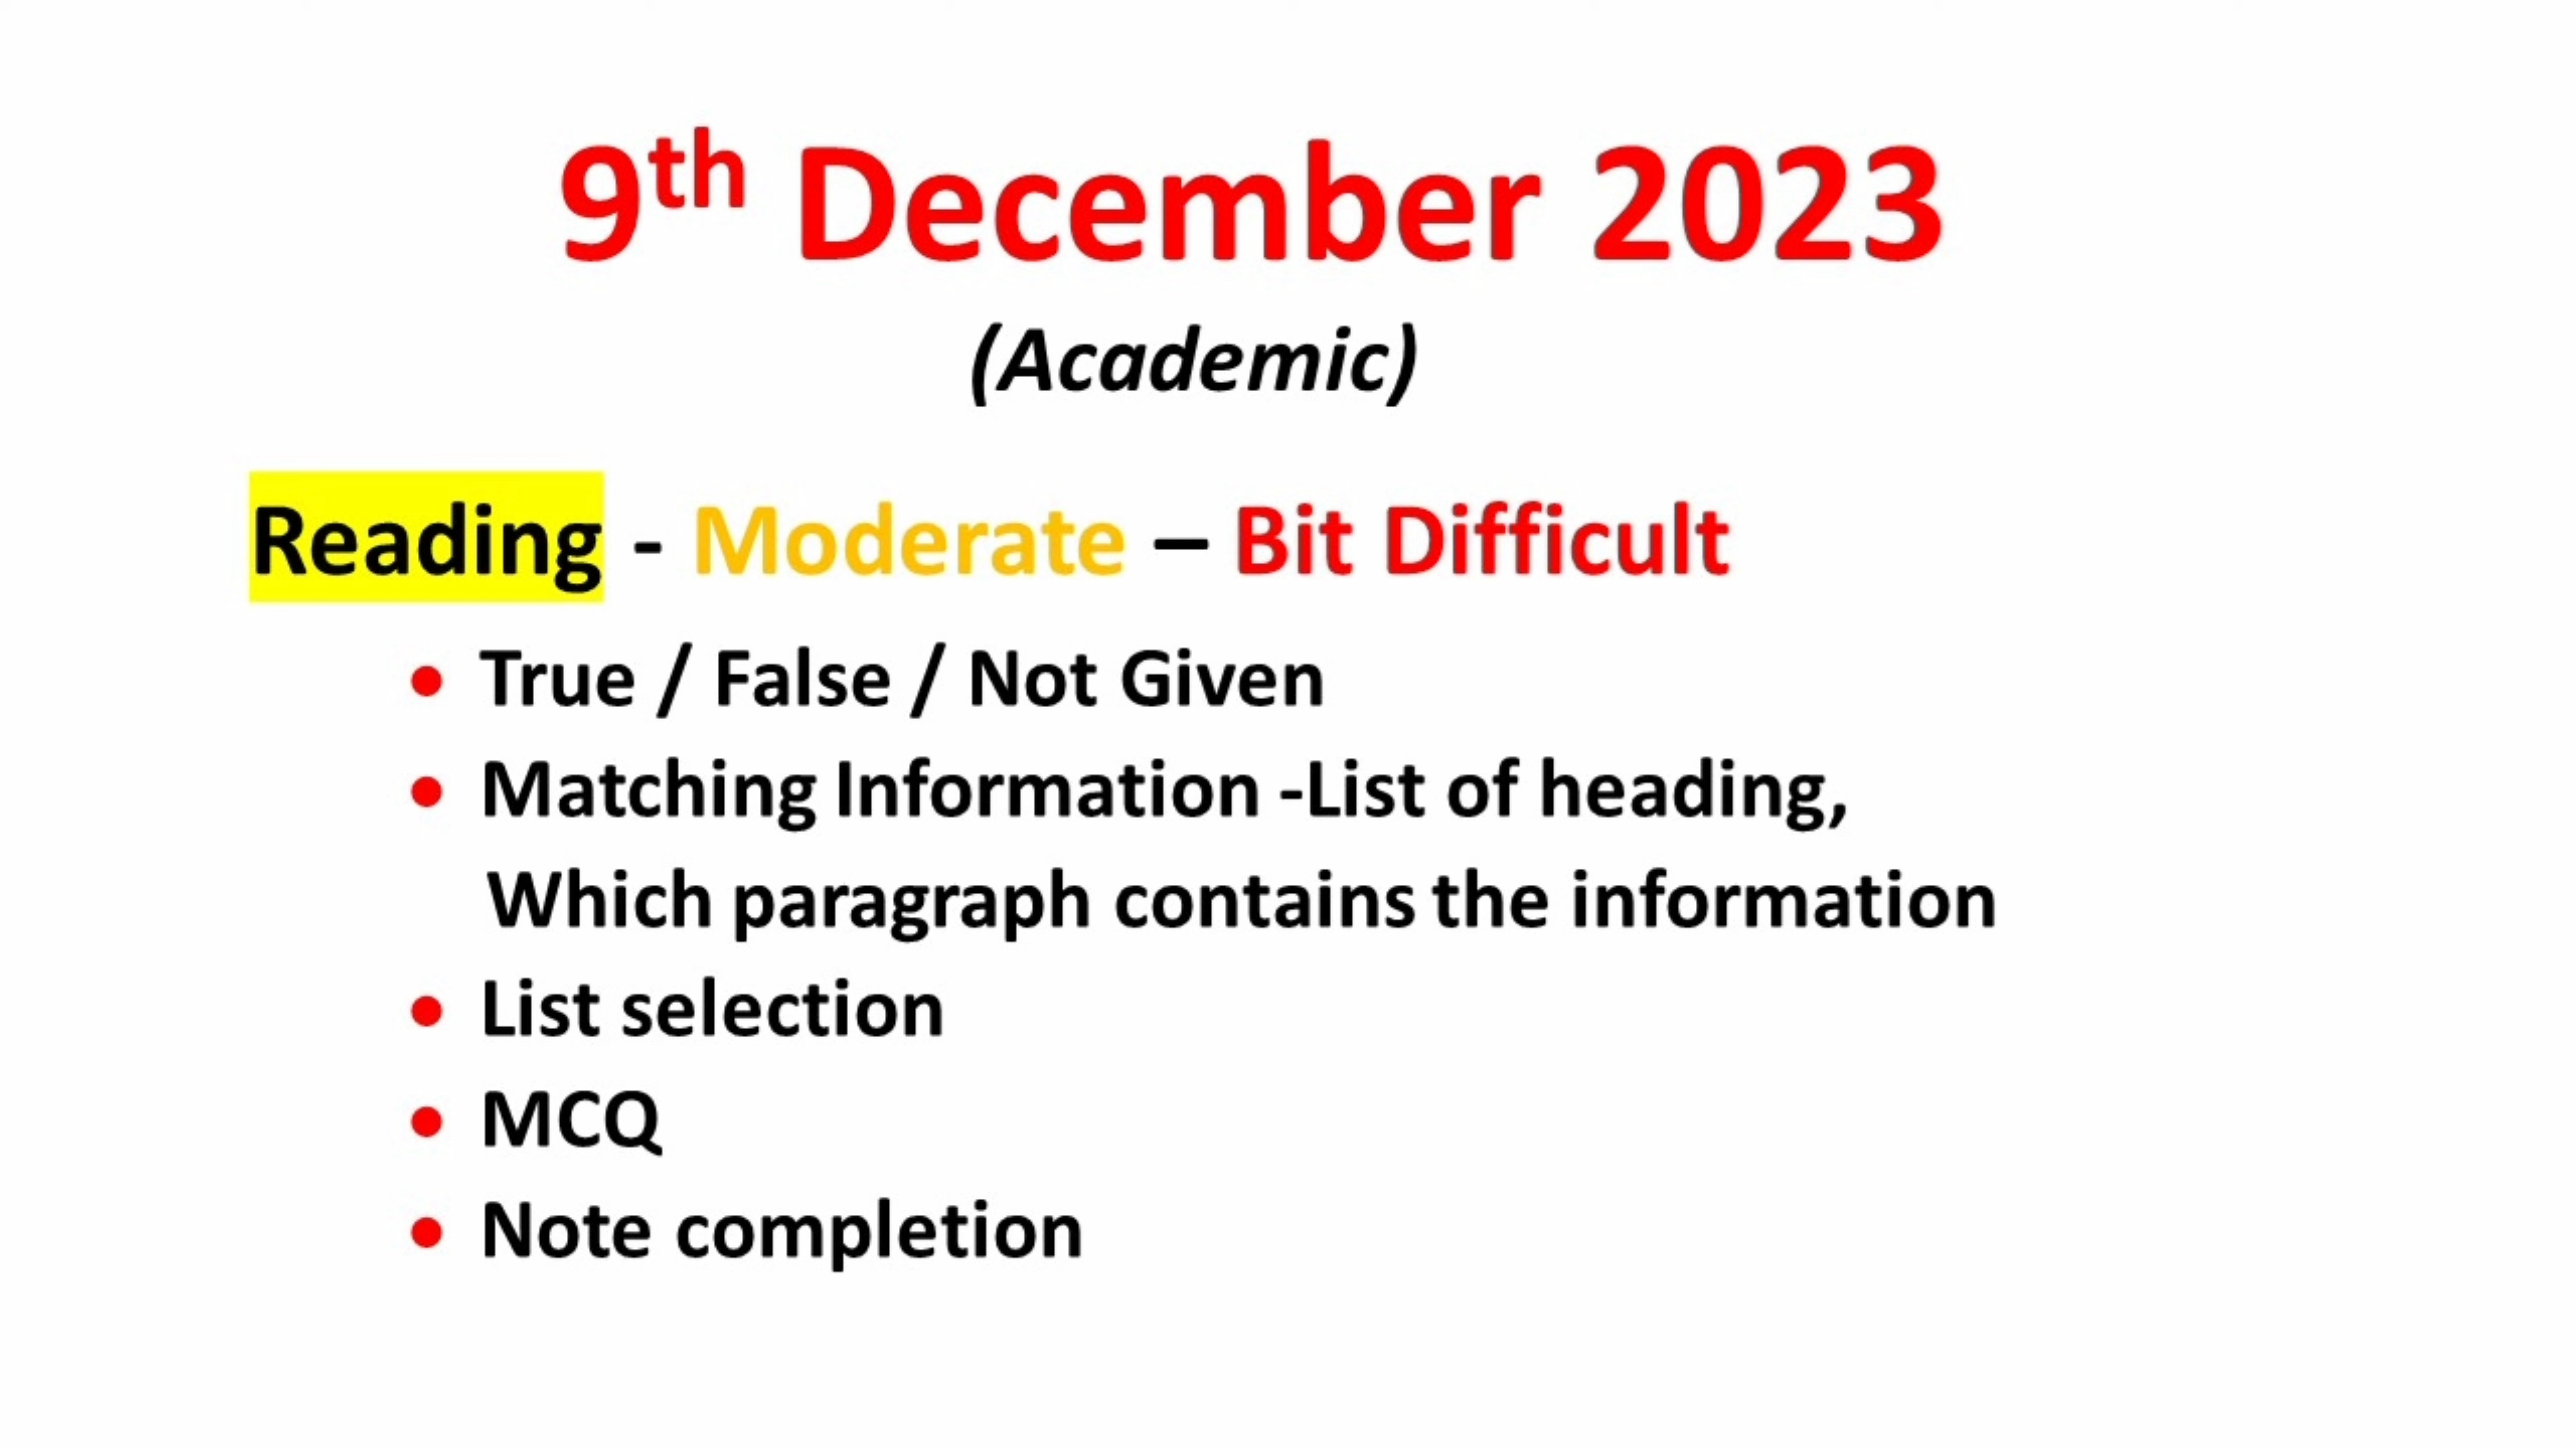 9th December 2023
(Academic)
Reading - Moderate – Bit Difficult
• True / False / Not Given
• Matching Information -List of heading,
Which paragraph contains the information
• List selection
• MCQ
• Note completion